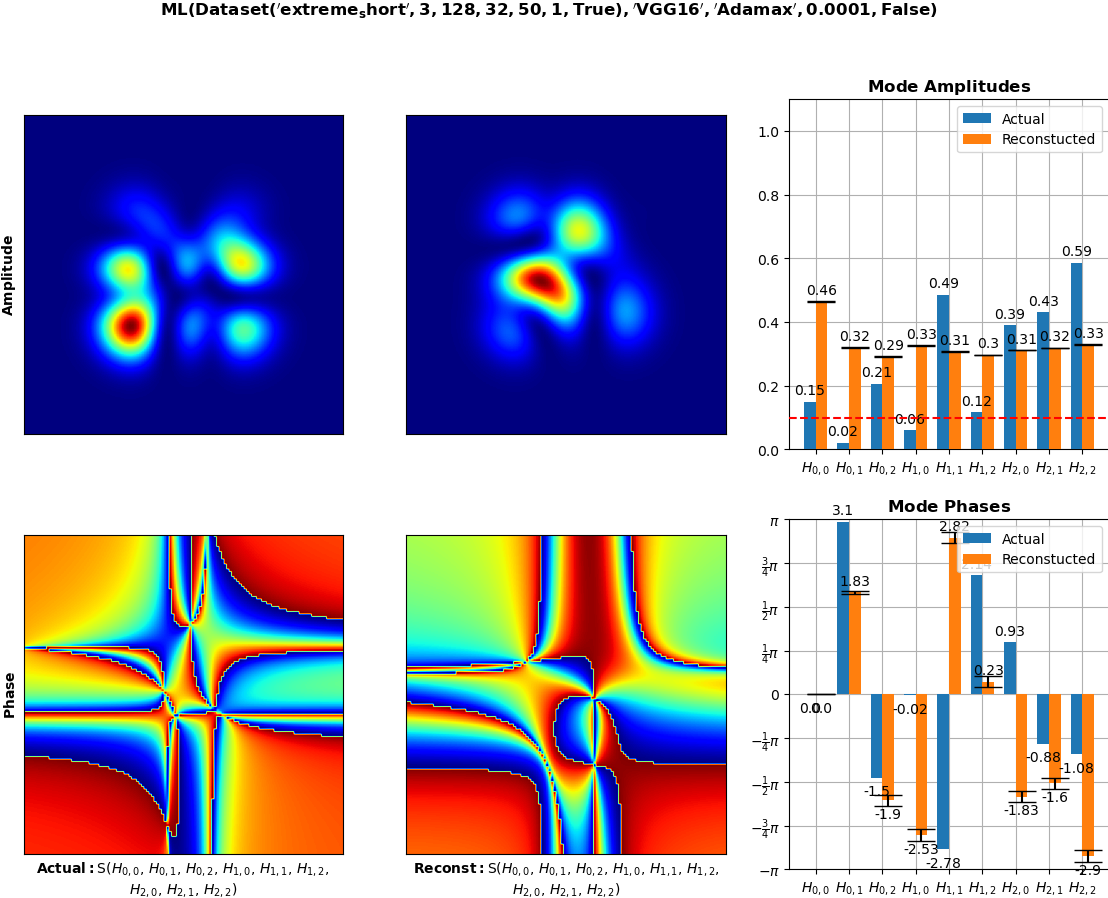 ML(Dataset('extreme_short', 3, 128, 32, 50, 1, True), 'VGG16', 'Adamax', 0.0001, False)
Mode Amplitudes
Actual
Reconstucted
1.0
0.8
0.6
0.4
0.2
0.0
0.15
0.02
0.21
0.06
0.49
0.12
0.39
0.43
0.59
0.46
0.32
0.29
0.33
0.31
0.3
0.31
0.32
0.33
H0,0 H0,1 H0,2 H1,0 H1,1 H1,2 H2,0 H2,1 H2,2
Amplitude
Mode Phases
Actual
Reconstucted
π
3/4π
1/2π
1/4π
0
−1/4π
−1/2π
−3/4π
−π
0.0
3.1
-1.5
-0.02
-2.78
0.93
-0.88
-1.08
0.0
1.83
-1.9
-2.53
2.82
0.23
-1.83
-1.6
-2.9
H0,0 H0,1 H0,2 H1,0 H1,1 H1,2 H2,0 H2,1 H2,2
Phase
Actual: S(H0,0, H0,1, H0,2, H1,0, H1,1, H1,2,
H2,0, H2,1, H2,2)
Reconst: S(H0,0, H0,1, H0,2, H1,0, H1,1, H1,2,
H2,0, H2,1, H2,2)